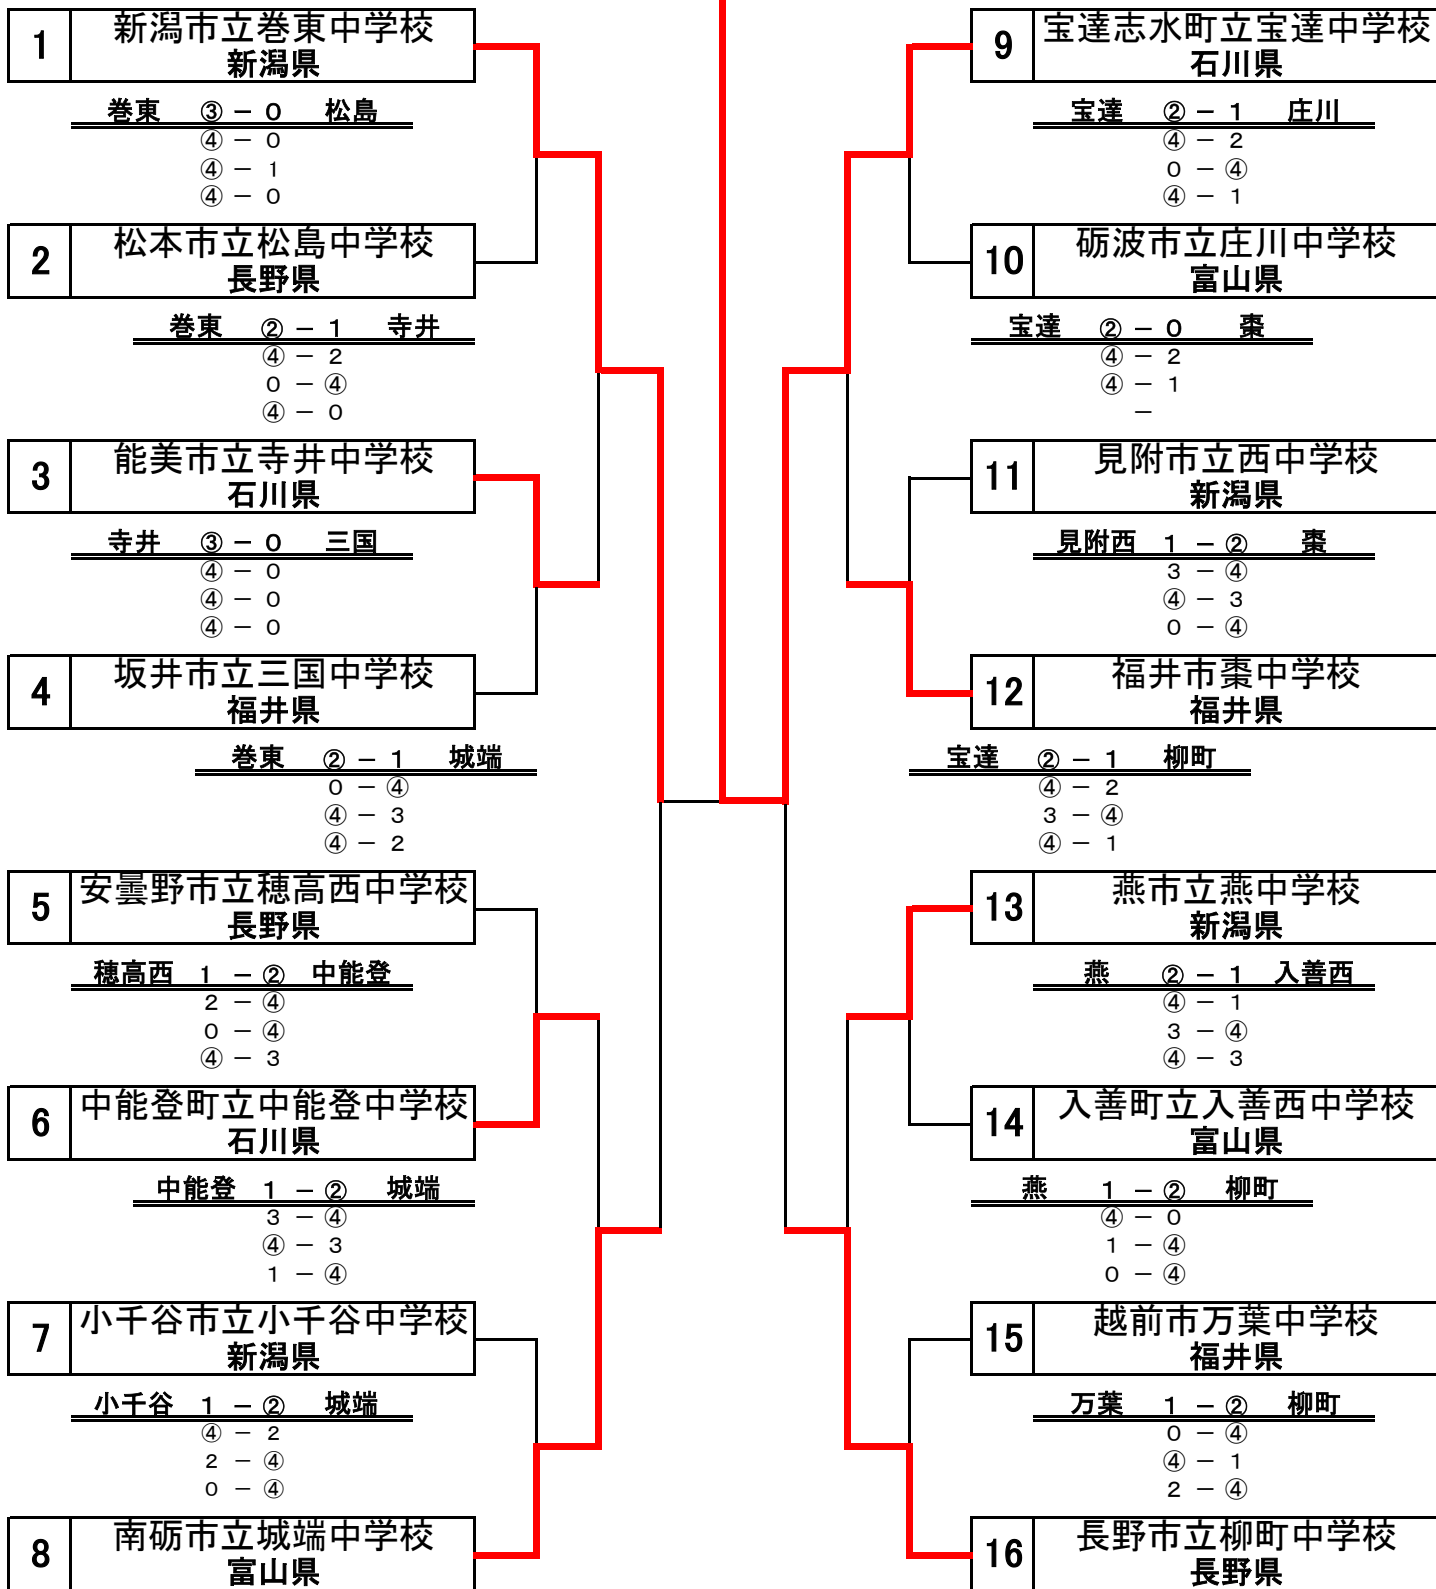 1
新潟市立巻東中学校
新潟県
巻東 ③ － 0 松島
④ － 0
④ － 1
④ － 0
2
松本市立松島中学校
長野県
巻東 ② － 1 寺井
④ － 2
0 － ④
④ － 0
3
能美市立寺井中学校
石川県
寺井 ③ － 0 三国
④ － 0
④ － 0
④ － 0
4
坂井市立三国中学校
福井県
巻東 ② － 1 城端
0 － ④
④ － 3
④ － 2
5
安曇野市立穂高西中学校
長野県
穂高西 1 － ② 中能登
2 － ④
0 － ④
④ － 3
6
中能登町立中能登中学校
石川県
中能登 1 － ② 城端
3 － ④
④ － 3
1 － ④
7
小千谷市立小千谷中学校
新潟県
小千谷 1 － ② 城端
④ － 2
2 － ④
0 － ④
8
南砺市立城端中学校
富山県
9
宝達志水町立宝達中学校
石川県
宝達 ② － 1 庄川
④ － 2
0 － ④
④ － 1
10
砺波市立庄川中学校
富山県
宝達 ② － 0 棗
④ － 2
④ － 1
－
11
見附市立西中学校
新潟県
見附西 1 － ② 棗
3 － ④
④ － 3
0 － ④
12
福井市棗中学校
福井県
宝達 ② － 1 柳町
④ － 2
3 － ④
④ － 1
13
燕市立燕中学校
新潟県
燕 ② － 1 入善西
④ － 1
3 － ④
④ － 3
14
入善町立入善西中学校
富山県
燕 1 － ② 柳町
④ － 0
1 － ④
0 － ④
15
越前市万葉中学校
福井県
万葉 1 － ② 柳町
0 － ④
④ － 1
2 － ④
16
長野市立柳町中学校
長野県